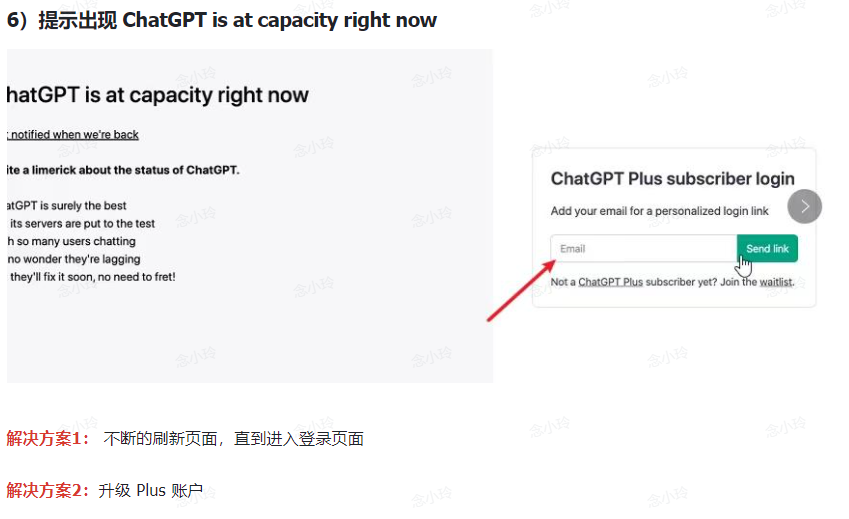 6）提示出现 ChatGPT is at capacity right now
hatGPT is at capacity right now
notified when we're back
ite a limerick about the status of ChatGPT.
atGPT is surely the best
its servers are put to the test
h so many users chatting
no wonder they're lagging
they'll fix it soon, no need to fret!
ChatGPT Plus subscriber login
Add your email for a personalized login link
Email
Send link
Not a ChatGPT Plus subscriber yet? Join the waitlist.
解决方案1： 不断的刷新页面，直到进入登录页面
解决方案2：升级 Plus 账户
念小玲